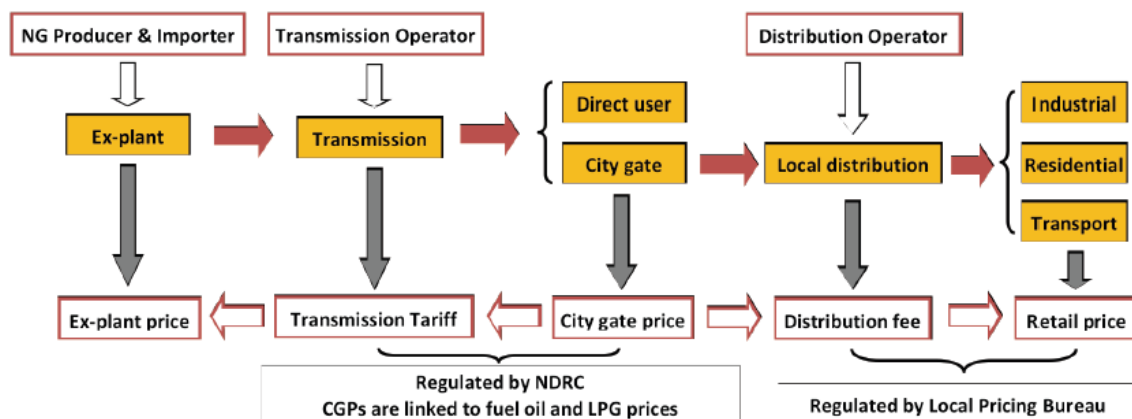 NG Producer & Importer
Transmission Operator
Distribution Operator
Direct user
Industrial
Ex-plant
Transmission
City gate
Local distribution
Residential
Transport
Ex-plant price
Transmission Tariff
City gate price
Distribution fee
Retail price
Regulated by NDRC
CGPs are linked to fuel oil and LPG prices
Regulated by Local Pricing Bureau